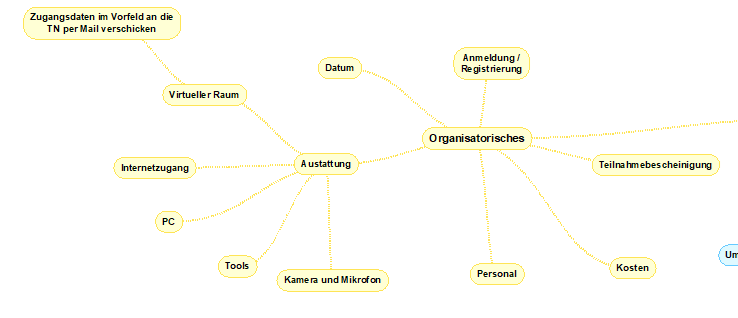 Zugangsdaten im Vorfeld an die
TN per Mail verschicken
Anmeldung /
Registrierung
Datum
Virtueller Raum
Organisatorisches
Austattung
Internetzugang
Teilnahmebescheinigung
PC
Um
Tools
Kamera und Mikrofon
Personal
Kosten